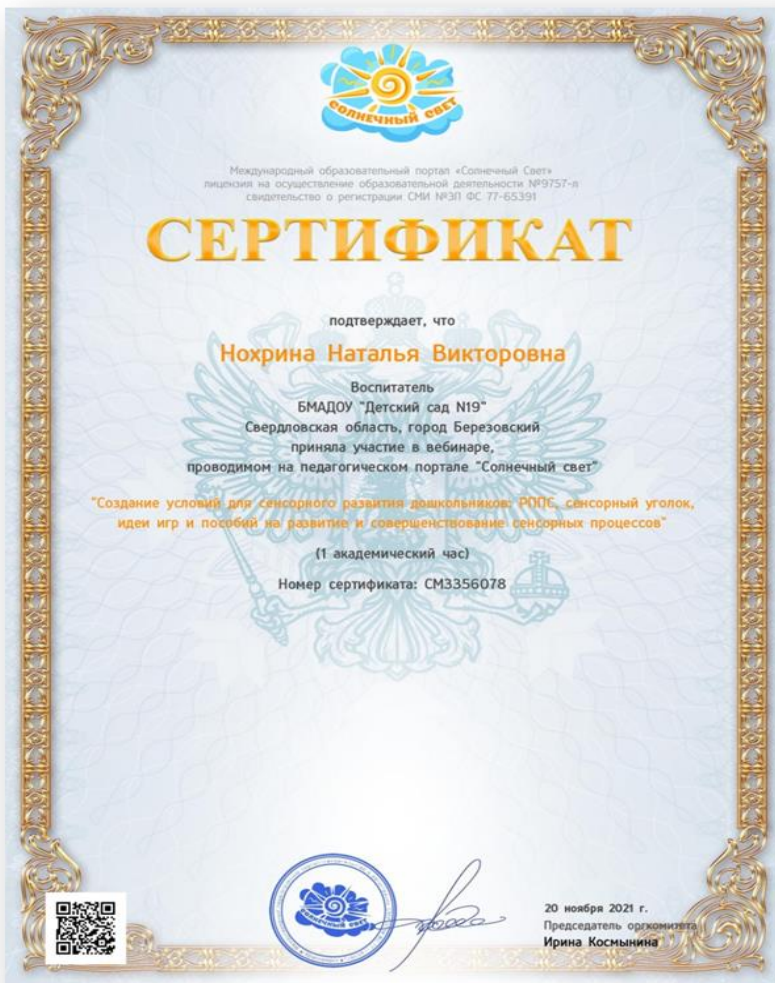 СОЛНЕЧНЫЙ СВЕТ
Международный образовательный портал «Солнечный Свет»
лицензия на осуществление образовательной деятельности №9757-л
свидетельство о регистрации СМИ №ЭЛ ФС 77-65391
СЕРТИФИКАТ
подтверждает, что
Нохрина Наталья Викторовна
Воспитатель
БМАДОУ "Детский сад N19"
Свердловская область, город Березовский
приняла участие в вебинаре,
проводимом на педагогическом портале "Солнечный свет"
"Создание условий для сенсорного развития дошкольников: РППС, сенсорный уголок,
идеи игр и пособий на развитие и совершенствование сенсорных процессов"
(1 академический час)
Номер сертификата: СМ3356078
СОЛНЕЧНЫЙ СВЕТ
20 ноября 2021 г.
Председатель оргкомитета
Ирина Космынина